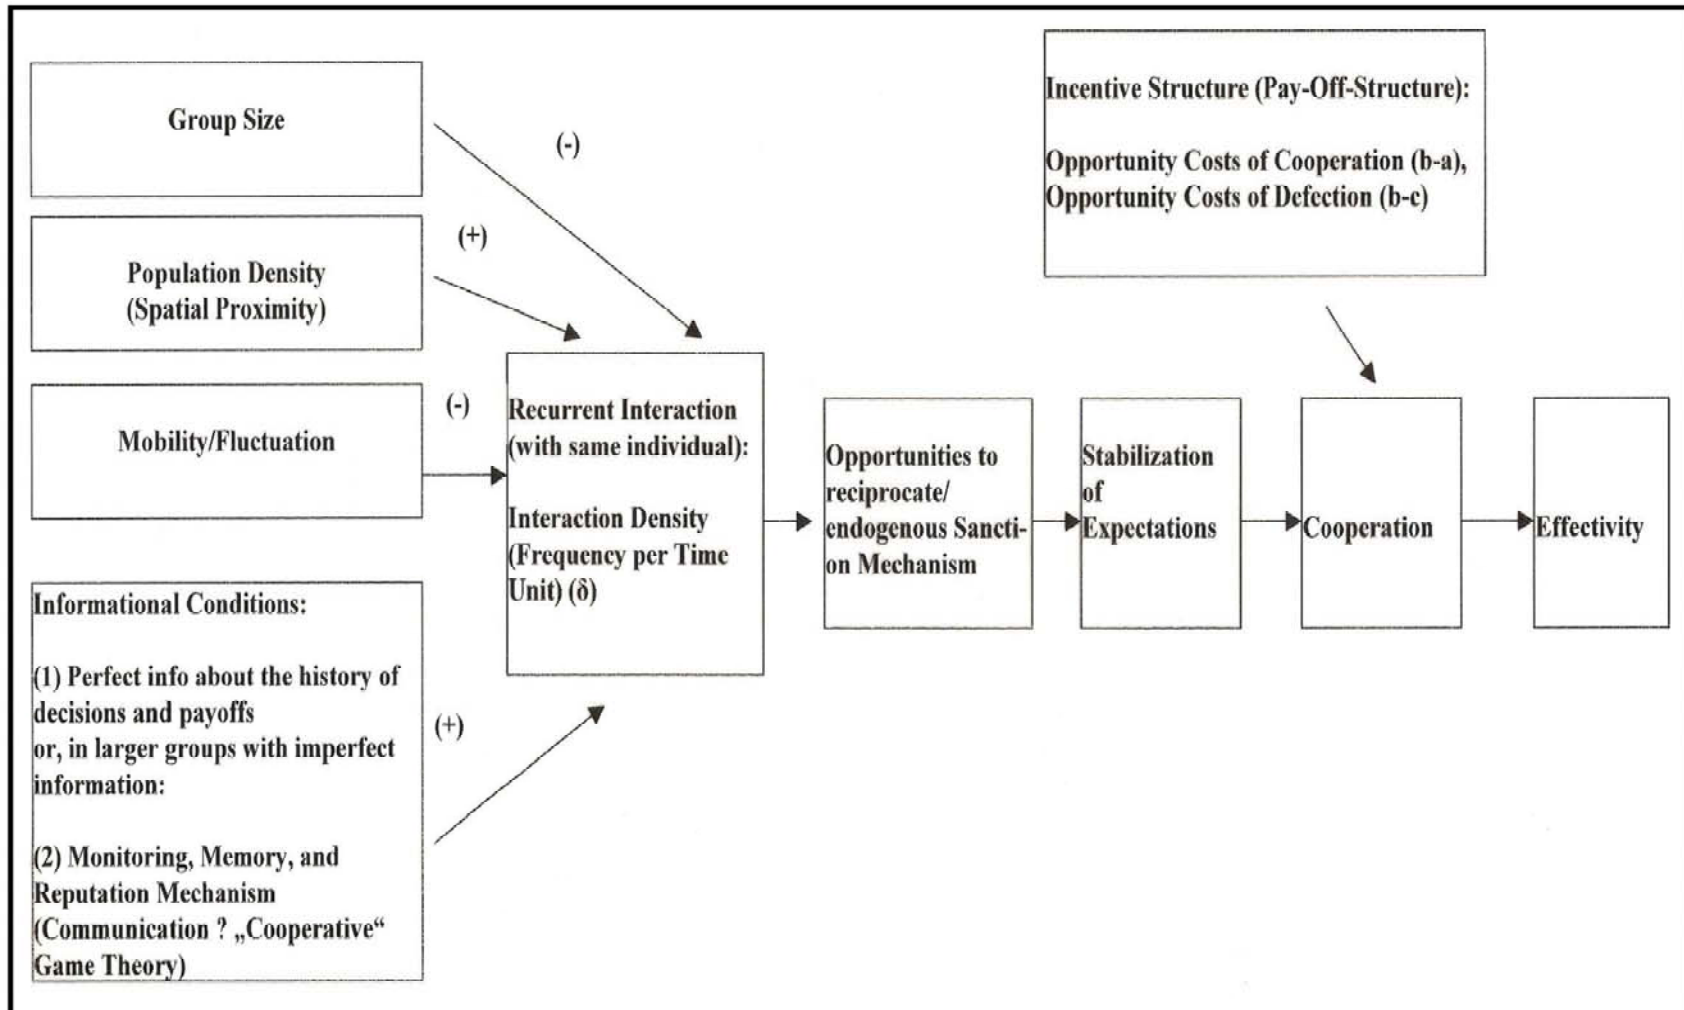 Group Size
(-)
Population Density
(Spatial Proximity)
(+)
Mobility/Fluctuation
(-)
Informational Conditions:
(1) Perfect info about the history of
decisions and payoffs
or, in larger groups with imperfect
information:
(2) Monitoring, Memory, and
Reputation Mechanism
(Communication ? „Cooperative“
Game Theory)
(+)
Recurrent Interaction
(with same individual):
Interaction Density
(Frequency per Time
Unit) (δ)
Opportunities to
reciprocate/
endogenous Sancti-
on Mechanism
Stabilization
of
Expectations
Incentive Structure (Pay-Off-Structure):
Opportunity Costs of Cooperation (b-a),
Opportunity Costs of Defection (b-c)
Cooperation
Effectivity